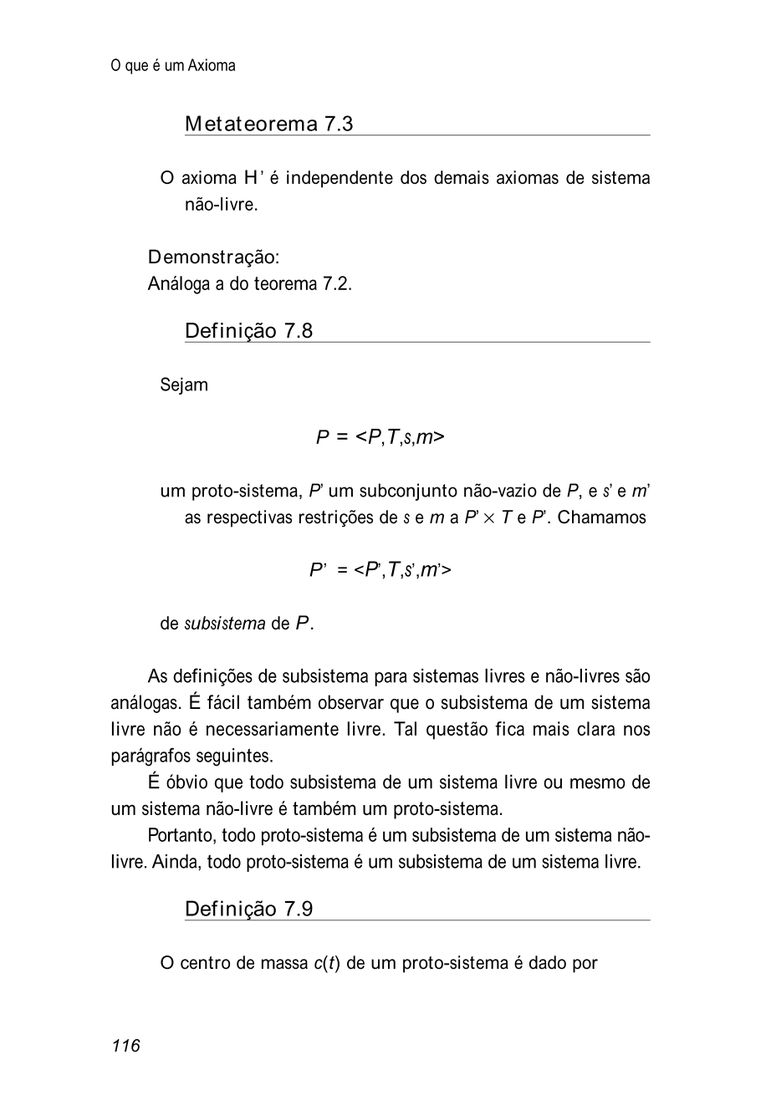 O que é um Axioma
Metateorema 7.3
O axioma H’ é independente dos demais axiomas de sistema
não-livre.
Demonstração:
Análoga a do teorema 7.2.
Definição 7.8
Sejam
P = <P,T,s,m>
um proto-sistema, P’ um subconjunto não-vazio de P, e s’ e m’
as respectivas restrições de s e m a P’ × T e P’. Chamamos
P’ = <P’,T,s’,m’>
de subsistema de P.
As definições de subsistema para sistemas livres e não-livres são
análogas. É fácil também observar que o subsistema de um sistema
livre não é necessariamente livre. Tal questão fica mais clara nos
parágrafos seguintes.
É óbvio que todo subsistema de um sistema livre ou mesmo de
um sistema não-livre é também um proto-sistema.
Portanto, todo proto-sistema é um subsistema de um sistema não-
livre. Ainda, todo proto-sistema é um subsistema de um sistema livre.
Definição 7.9
O centro de massa c(t) de um proto-sistema é dado por
116